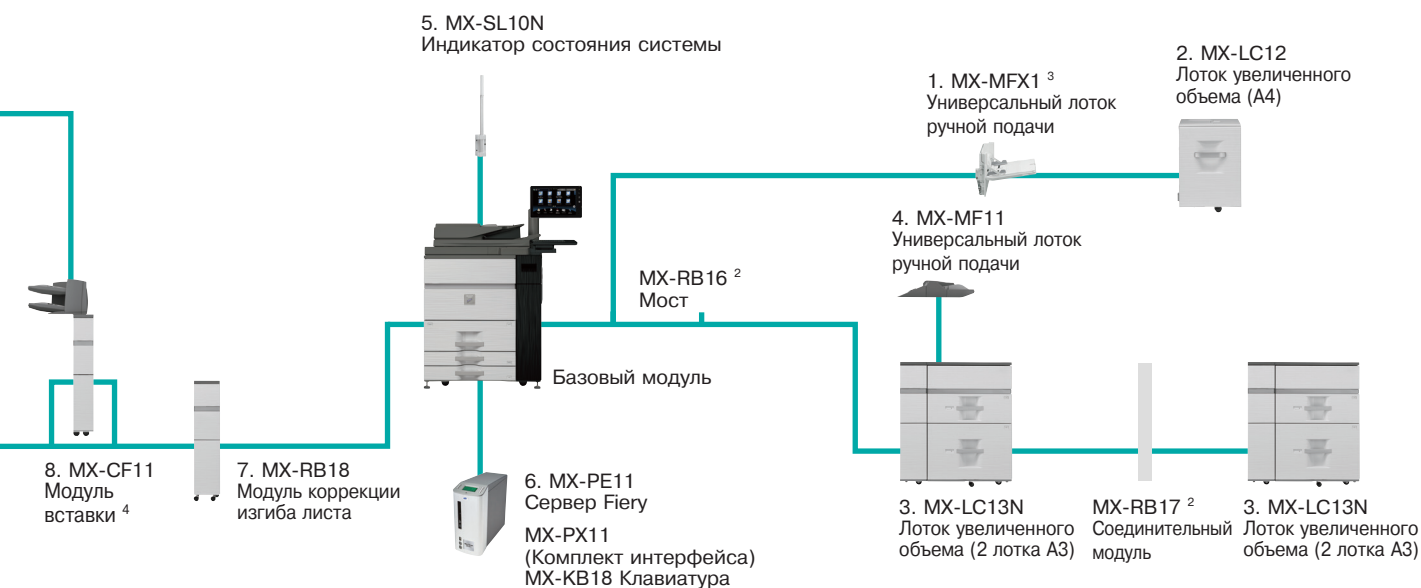 5. MX-SL10N
Индикатор состояния системы
1. MX-MFX1 ³
Универсальный лоток
ручной подачи
2. MX-LC12
Лоток увеличенного
объема (A4)
4. MX-MF11
Универсальный лоток
ручной подачи
MX-RB16 ²
Мост
Базовый модуль
8. MX-CF11
Модуль
вставки ⁴
7. MX-RB18
Модуль коррекции
изгиба листа
6. MX-PE11
Сервер Fiery
MX-PX11
(Комплект интерфейса)
MX-KB18 Клавиатура
3. MX-LC13N
Лоток увеличенного
объема (2 лотка A3)
MX-RB17 ²
Соединительный
модуль
3. MX-LC13N
Лоток увеличенного
объема (2 лотка A3)